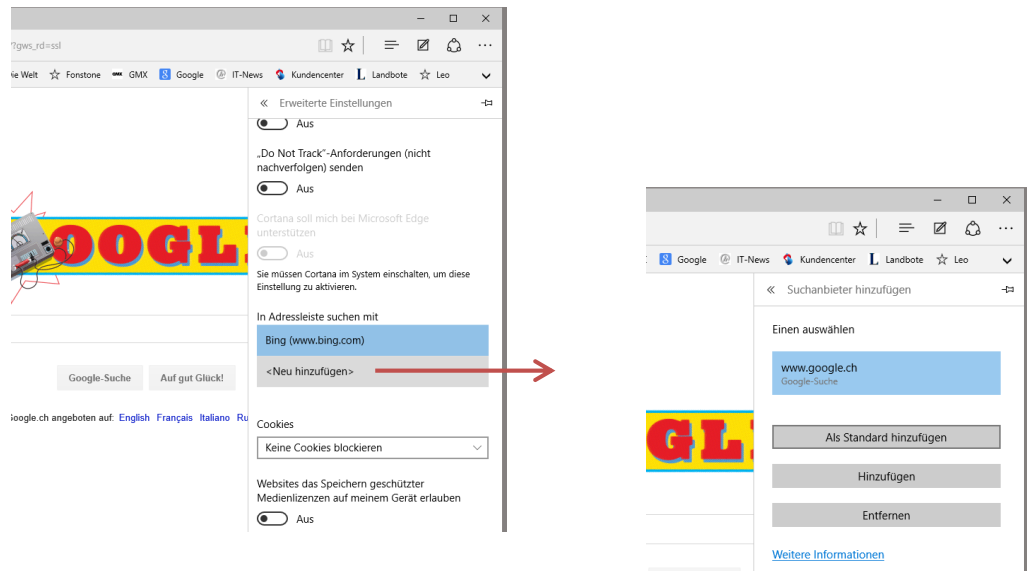 ?gws_rd=ssl
ie Welt Fonstone GMX Google IT-News Kundencenter Landbote Leo
Erweiterte Einstellungen
Aus
„Do Not Track"-Anforderungen (nicht
nachverfolgen) senden
Aus
Cortana soll mich bei Microsoft Edge
unterstützen
Aus
Sie müssen Cortana im System einschalten, um diese
Einstellung zu aktivieren.
In Adressleiste suchen mit
Bing (www.bing.com)
<Neu hinzufügen>
Cookies
Keine Cookies blockieren
Websites das Speichern geschützter
Medienlizenzen auf meinem Gerät erlauben
Aus
OOGL
Google-Suche Auf gut Glück!
Google.ch angeboten auf: English Français Italiano Ru
Google IT-News Kundencenter Landbote Leo
Suchanbieter hinzufügen
Einen auswählen
www.google.ch
Google-Suche
Als Standard hinzufügen
Hinzufügen
Entfernen
Weitere Informationen
GL